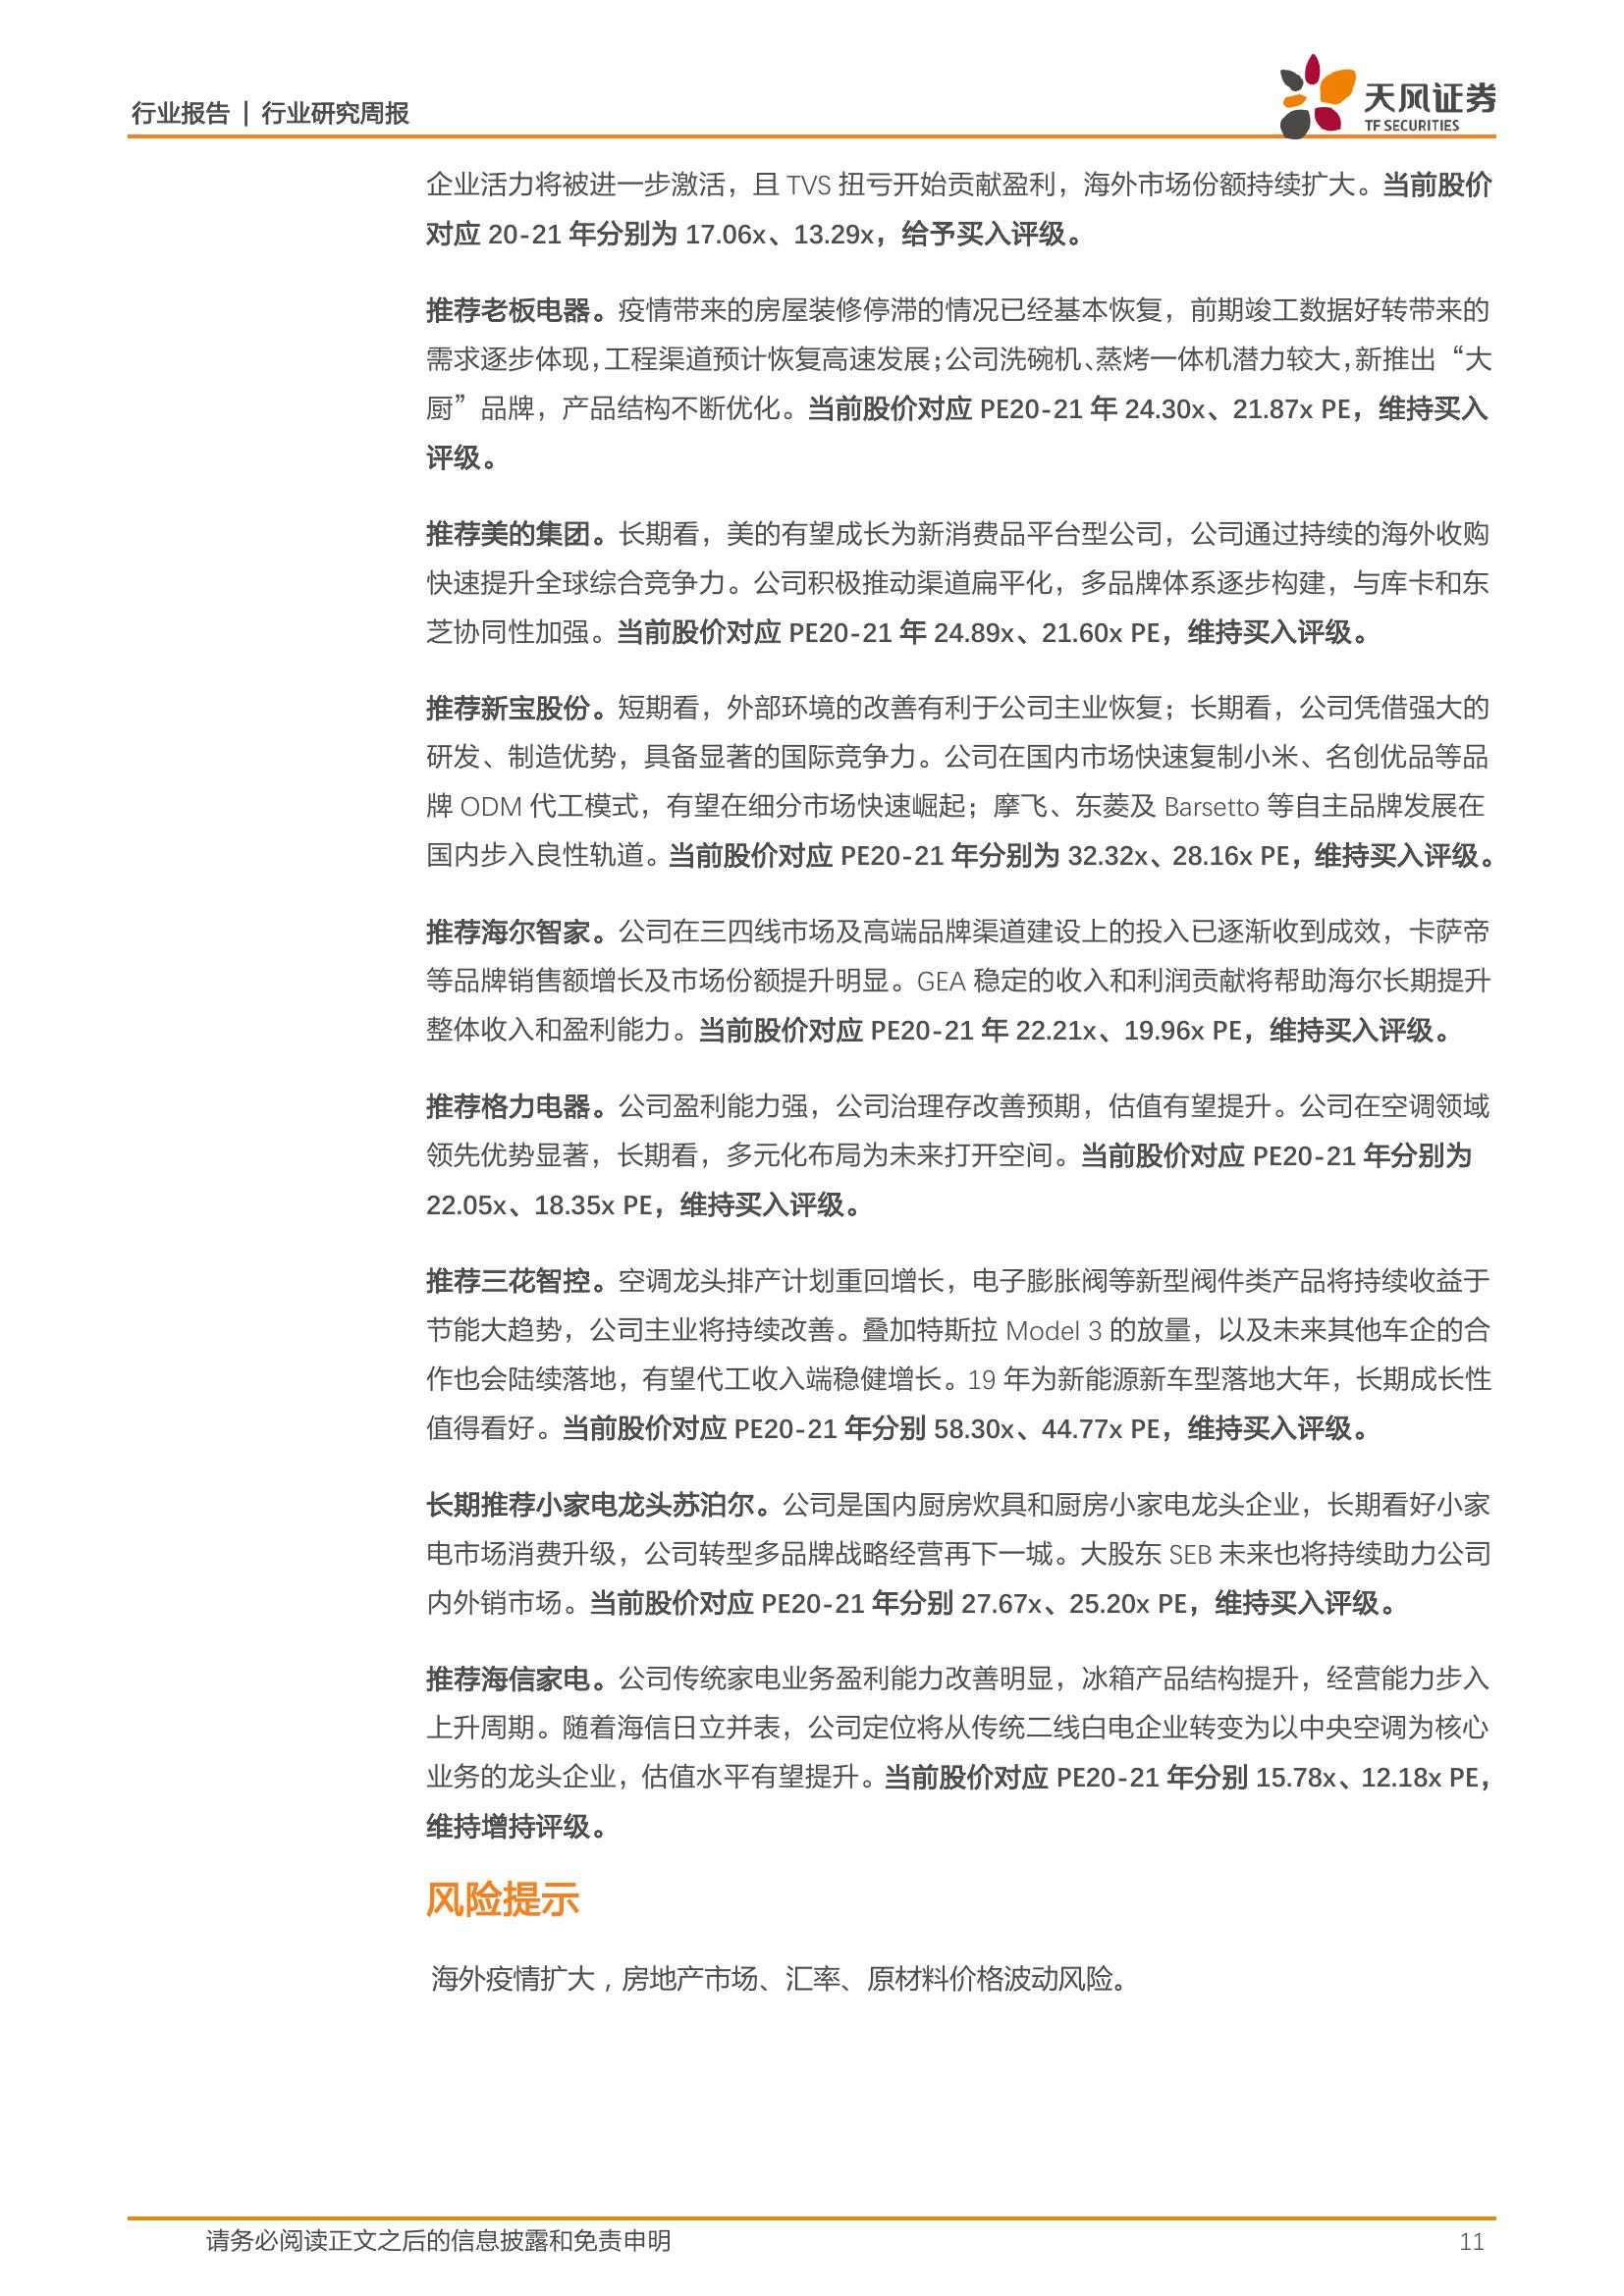 行业报告 | 行业研究周报
天风证券
TF SECURITIES
企业活力将被进一步激活，且 TVS 扭亏开始贡献盈利，海外市场份额持续扩大。当前股价
对应 20-21 年分别为 17.06x、13.29x，给予买入评级。
推荐老板电器。疫情带来的房屋装修停滞的情况已经基本恢复，前期竣工数据好转带来的
需求逐步体现，工程渠道预计恢复高速发展；公司洗碗机、蒸烤一体机潜力较大，新推出“大
厨”品牌，产品结构不断优化。当前股价对应 PE20-21 年 24.30x、21.87x PE，维持买入
评级。
推荐美的集团。长期看，美的有望成长为新消费品平台型公司，公司通过持续的海外收购
快速提升全球综合竞争力。公司积极推动渠道扁平化，多品牌体系逐步构建，与库卡和东
芝协同性加强。当前股价对应 PE20-21 年 24.89x、21.60x PE，维持买入评级。
推荐新宝股份。短期看，外部环境的改善有利于公司主业恢复；长期看，公司凭借强大的
研发、制造优势，具备显著的国际竞争力。公司在国内市场快速复制小米、名创优品等品
牌 ODM 代工模式，有望在细分市场快速崛起；摩飞、东菱及 Barsetto 等自主品牌发展在
国内步入良性轨道。当前股价对应 PE20-21 年分别为 32.32x、28.16x PE，维持买入评级。
推荐海尔智家。公司在三四线市场及高端品牌渠道建设上的投入已逐渐收到成效，卡萨帝
等品牌销售额增长及市场份额提升明显。GEA 稳定的收入和利润贡献将帮助海尔长期提升
整体收入和盈利能力。当前股价对应 PE20-21 年 22.21x、19.96x PE，维持买入评级。
推荐格力电器。公司盈利能力强，公司治理存改善预期，估值有望提升。公司在空调领域
领先优势显著，长期看，多元化布局为未来打开空间。当前股价对应 PE20-21 年分别为
22.05x、18.35x PE，维持买入评级。
推荐三花智控。空调龙头排产计划重回增长，电子膨胀阀等新型阀件类产品将持续收益于
节能大趋势，公司主业将持续改善。叠加特斯拉 Model 3 的放量，以及未来其他车企的合
作也会陆续落地，有望代工收入端稳健增长。19 年为新能源新车型落地大年，长期成长性
值得看好。当前股价对应 PE20-21 年分别 58.30x、44.77x PE，维持买入评级。
长期推荐小家电龙头苏泊尔。公司是国内厨房炊具和厨房小家电龙头企业，长期看好小家
电市场消费升级，公司转型多品牌战略经营再下一城。大股东 SEB 未来也将持续助力公司
内外销市场。当前股价对应 PE20-21 年分别 27.67x、25.20x PE，维持买入评级。
推荐海信家电。公司传统家电业务盈利能力改善明显，冰箱产品结构提升，经营能力步入
上升周期。随着海信日立并表，公司定位将从传统二线白电企业转变为以中央空调为核心
业务的龙头企业，估值水平有望提升。当前股价对应 PE20-21 年分别 15.78x、12.18x PE，
维持增持评级。
风险提示
海外疫情扩大，房地产市场、汇率、原材料价格波动风险。
请务必阅读正文之后的信息披露和免责申明
11